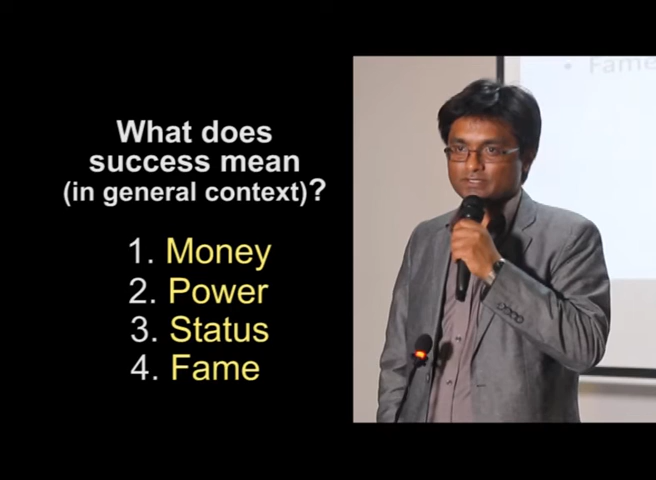 What does
success mean
(in general context)?
1. Money
2. Power
3. Status
4. Fame
• Fame